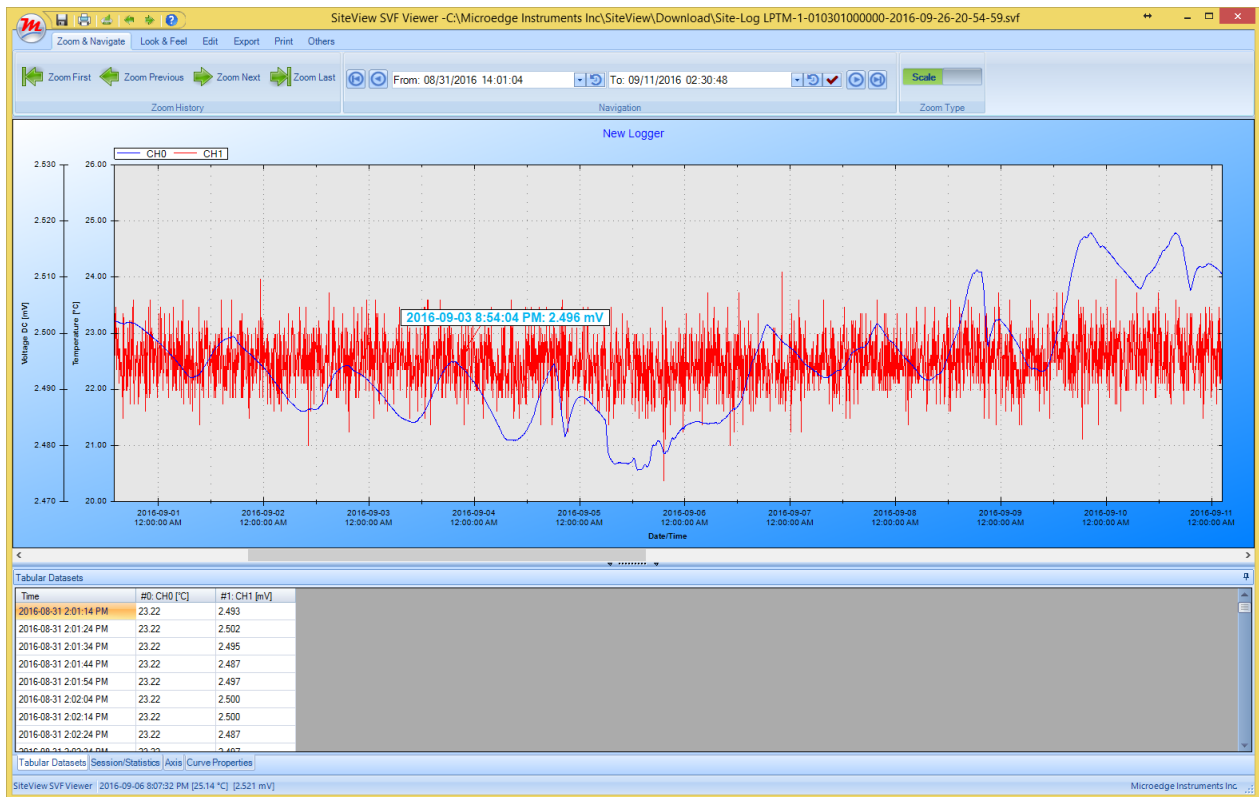 SiteView SVF Viewer -C:\Microedge Instruments Inc\SiteView\Download\Site-Log LPTM-1-010301000000-2016-09-26-20-54-59.svf
Zoom & Navigate Look & Feel Edit Export Print Others
Zoom First Zoom Previous Zoom Next Zoom Last From: 08/31/2016 14:01:04 To: 09/11/2016 02:30:48 Scale
Zoom History Navigation Zoom Type
New Logger
CH0 CH1
2.530 26.00
2.520 25.00
2.510 24.00
2.500 23.00
2.490 22.00
2.480 21.00
2.470 20.00
Voltage DC [mV]
Temperature [°C]
2016-09-03 8:54:04 PM: 2.496 mV
2016-09-01 2016-09-02 2016-09-03 2016-09-04 2016-09-05 2016-09-06 2016-09-07 2016-09-08 2016-09-09 2016-09-10 2016-09-11
12:00:00 AM 12:00:00 AM 12:00:00 AM 12:00:00 AM 12:00:00 AM 12:00:00 AM 12:00:00 AM 12:00:00 AM 12:00:00 AM 12:00:00 AM 12:00:00 AM
Date/Time
Tabular Datasets
Time #0: CH0 [°C] #1: CH1 [mV]
2016-08-31 2:01:14 PM 23.22 2.493
2016-08-31 2:01:24 PM 23.22 2.502
2016-08-31 2:01:34 PM 23.22 2.495
2016-08-31 2:01:44 PM 23.22 2.487
2016-08-31 2:01:54 PM 23.22 2.497
2016-08-31 2:02:04 PM 23.22 2.500
2016-08-31 2:02:14 PM 23.22 2.500
2016-08-31 2:02:24 PM 23.22 2.487
2016-08-31 2:02:34 PM 23.22 2.497
Tabular Datasets Session/Statistics Axis Curve Properties
SiteView SVF Viewer 2016-09-06 8:07:32 PM [25.14 °C] [2.521 mV] Microedge Instruments Inc.